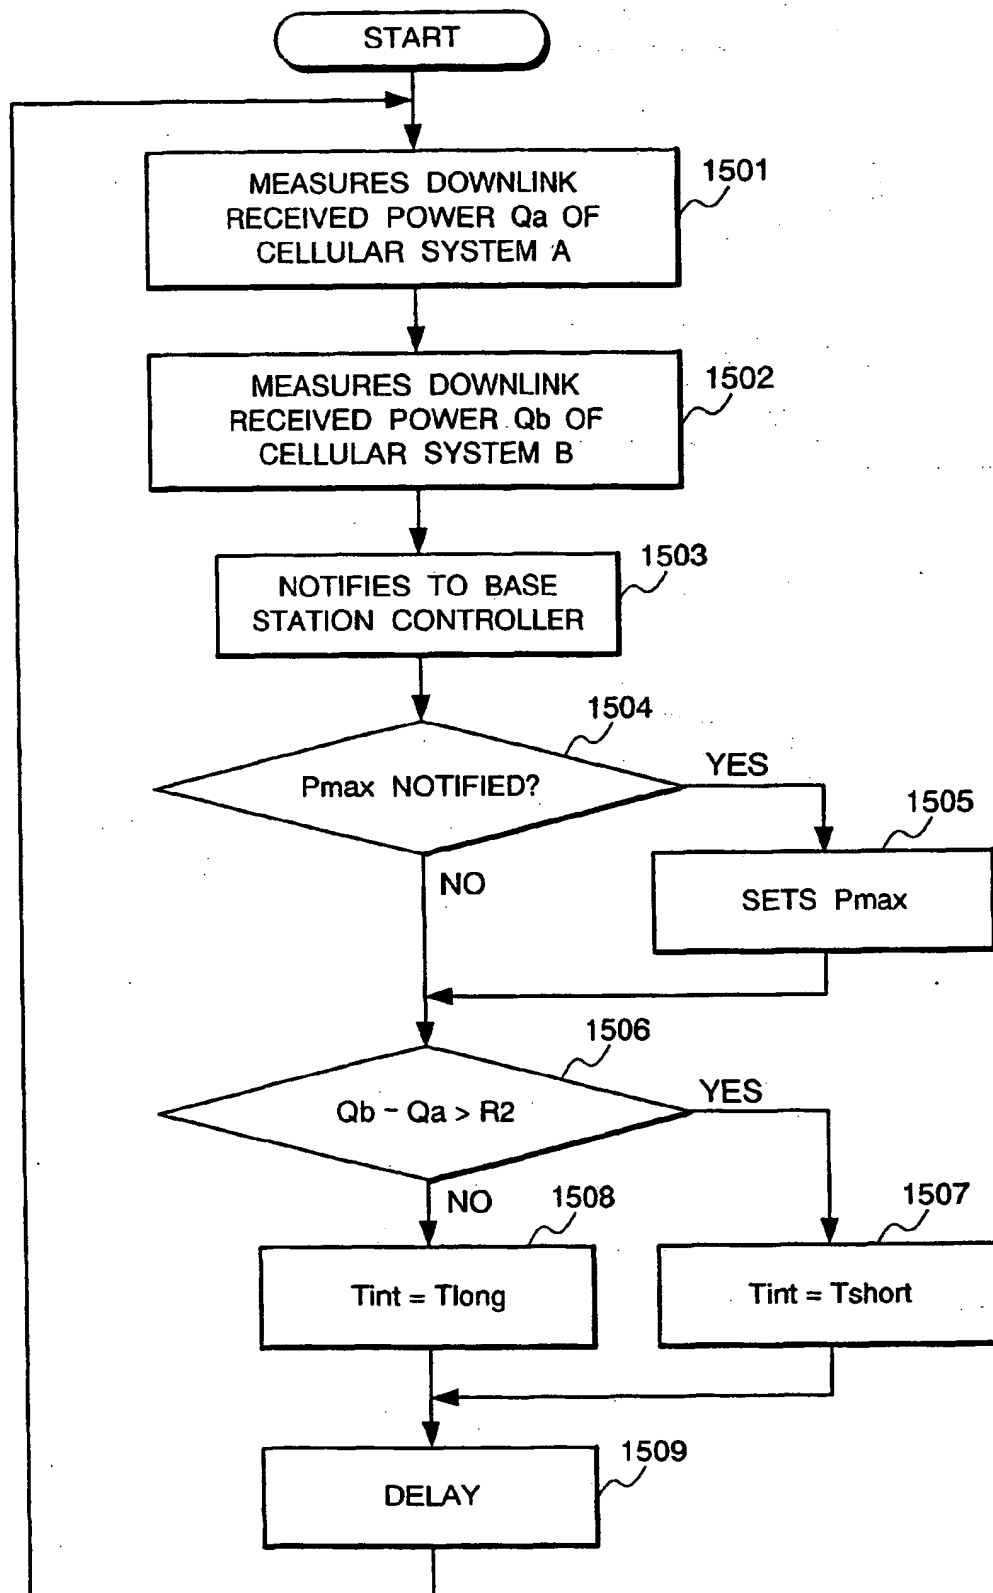 START
MEASURES DOWNLINK
RECEIVED POWER Qa OF
CELLULAR SYSTEM A
1501
MEASURES DOWNLINK
RECEIVED POWER Qb OF
CELLULAR SYSTEM B
1502
NOTIFIES TO BASE
STATION CONTROLLER
1503
Pmax NOTIFIED?
1504
YES
NO
SETS Pmax
1505
Qb - Qa > R2
1506
YES
NO
Tint = Tlong
1508
Tint = Tshort
1507
DELAY
1509